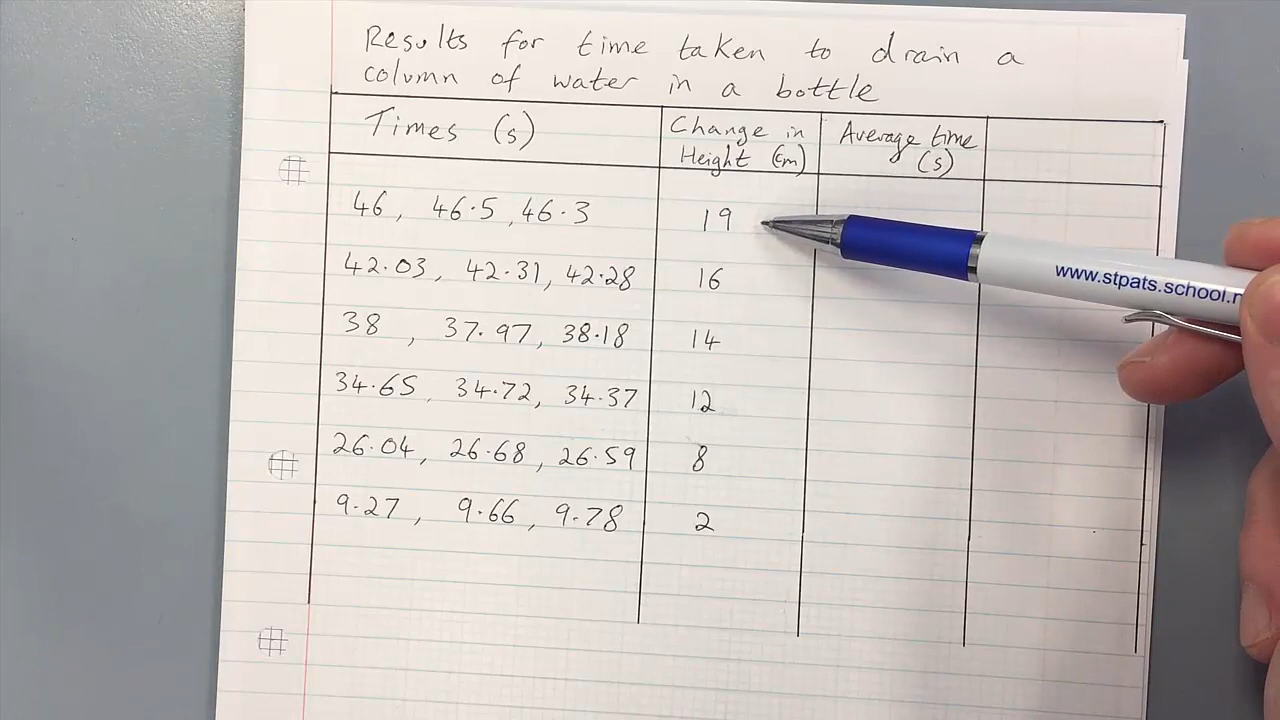 Results for time taken to drain a
column of water in a bottle
Times (s) Change in Height (cm) Average time (s)
46, 46.5, 46.3 19
42.03, 42.31, 42.28 16
38, 37.97, 38.18 14
34.65, 34.72, 34.37 12
26.04, 26.68, 26.59 8
9.27, 9.66, 9.78 2
www.stpats.school.n